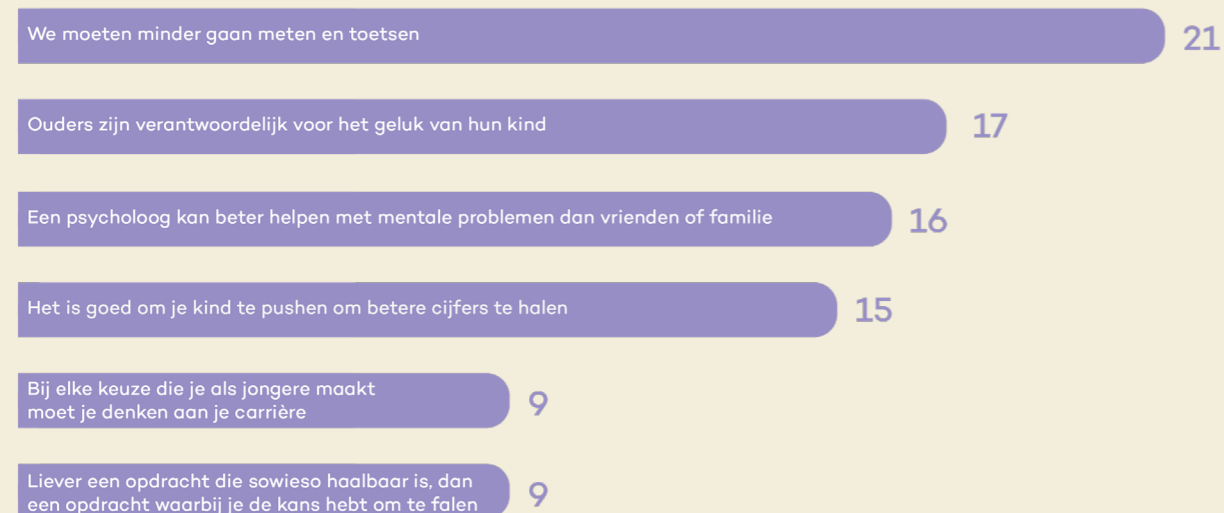 We moeten minder gaan meten en toetsen
21
Ouders zijn verantwoordelijk voor het geluk van hun kind
17
Een psycholoog kan beter helpen met mentale problemen dan vrienden of familie
16
Het is goed om je kind te pushen om betere cijfers te halen
15
Bij elke keuze die je als jongere maakt
moet je denken aan je carrière
9
Liever een opdracht die sowieso haalbaar is, dan
een opdracht waarbij je de kans hebt om te falen
9